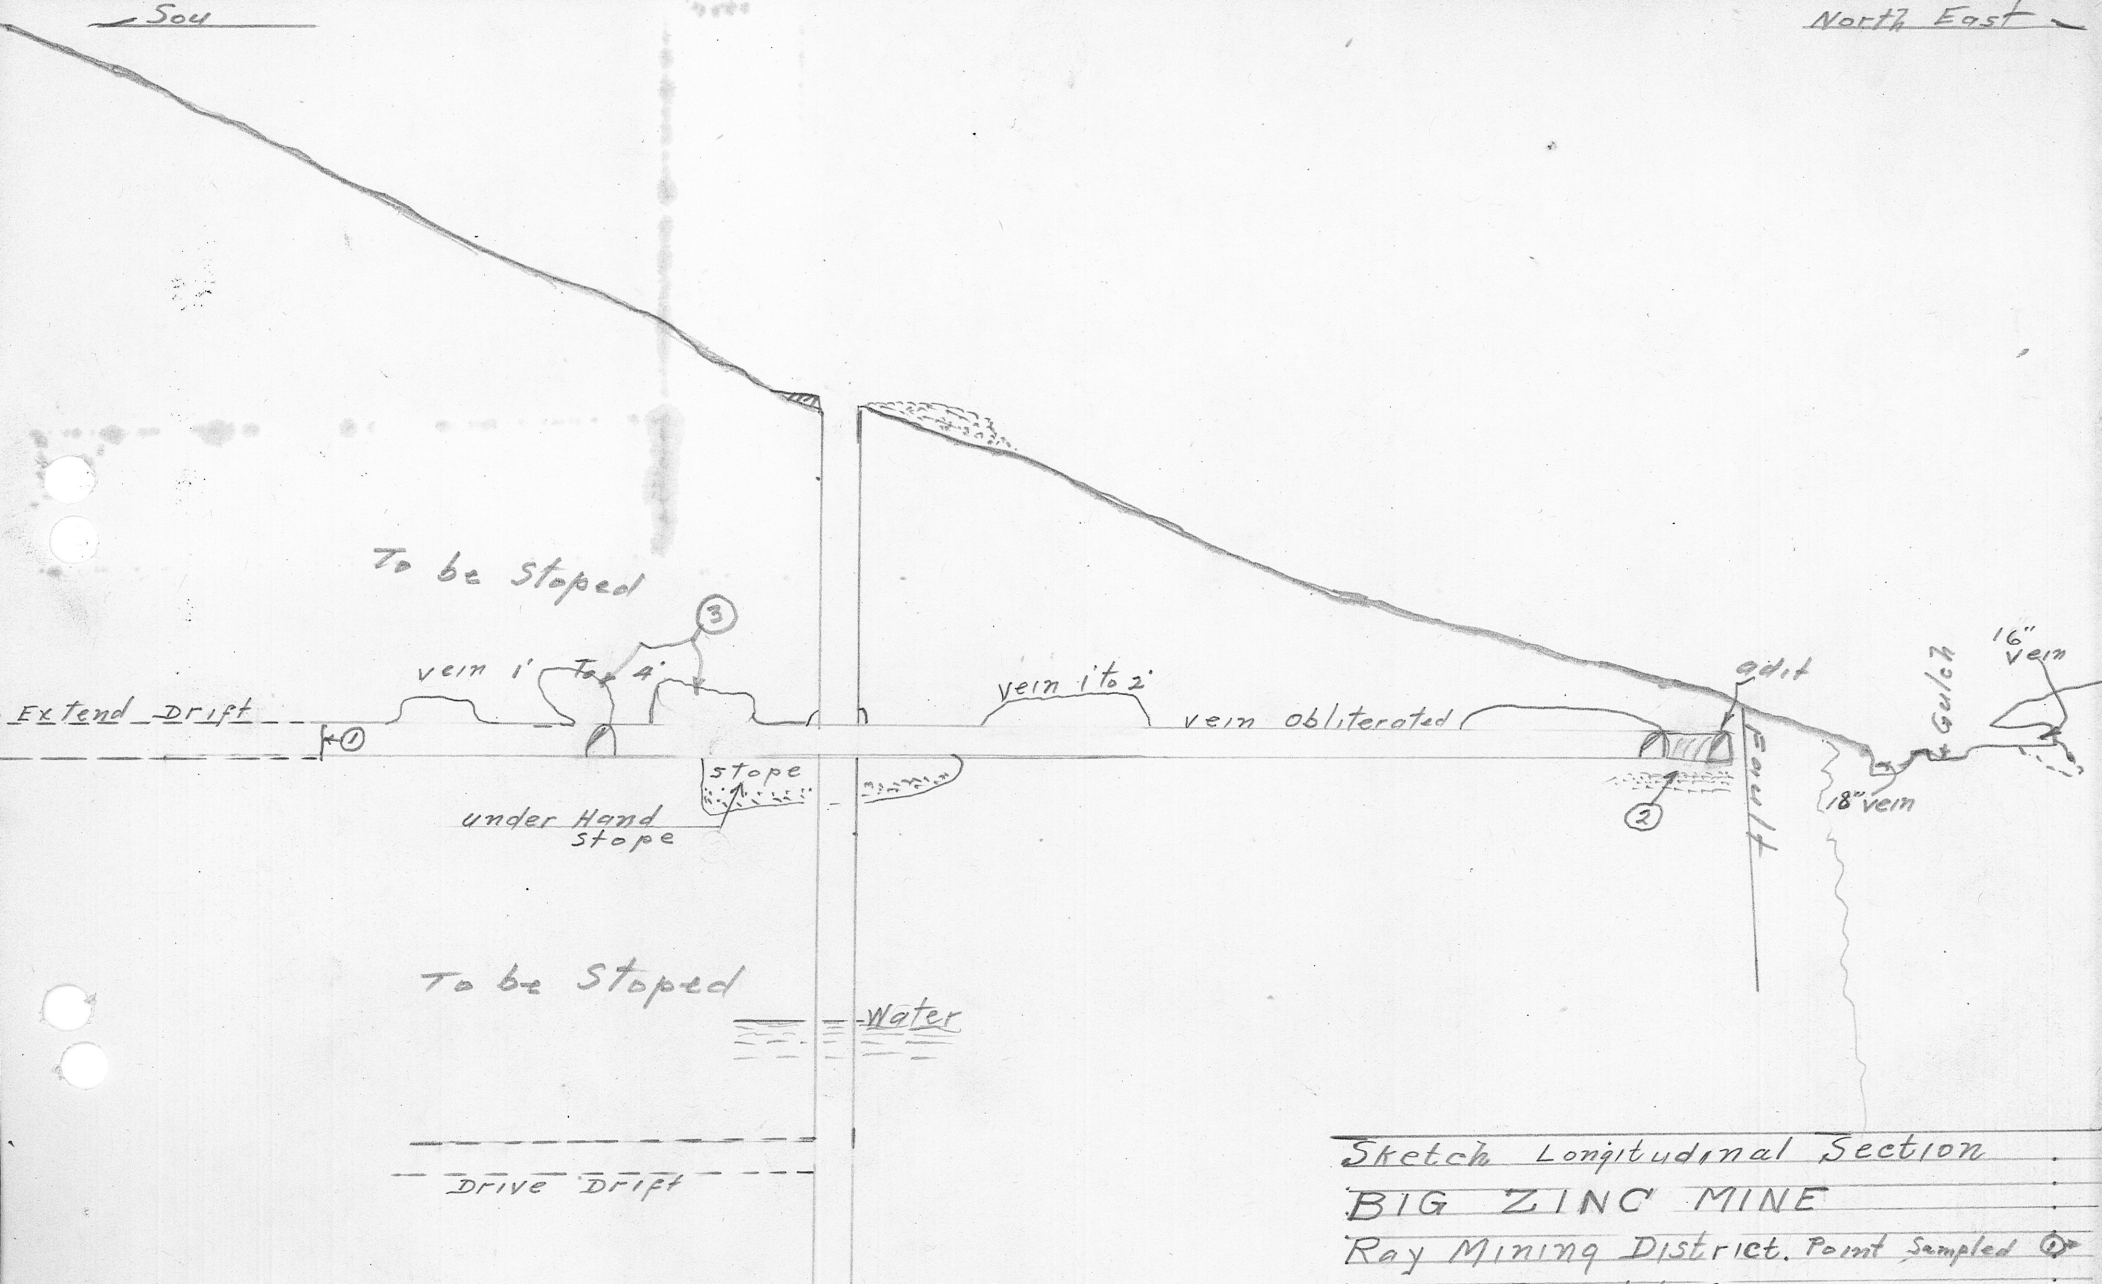 Sou
North East
To be Stoped
3
16"
vein
Gulch
adit
vein 1' To 4'
vein 1' to 2'
Extend Drift
vein obliterated
1
Fault
stope
under Hand
stope
2
18" vein
To be Stoped
Water
Drive Drift
Sketch Longitudinal Section
BIG ZINC MINE
Ray Mining District. Point Sampled 1